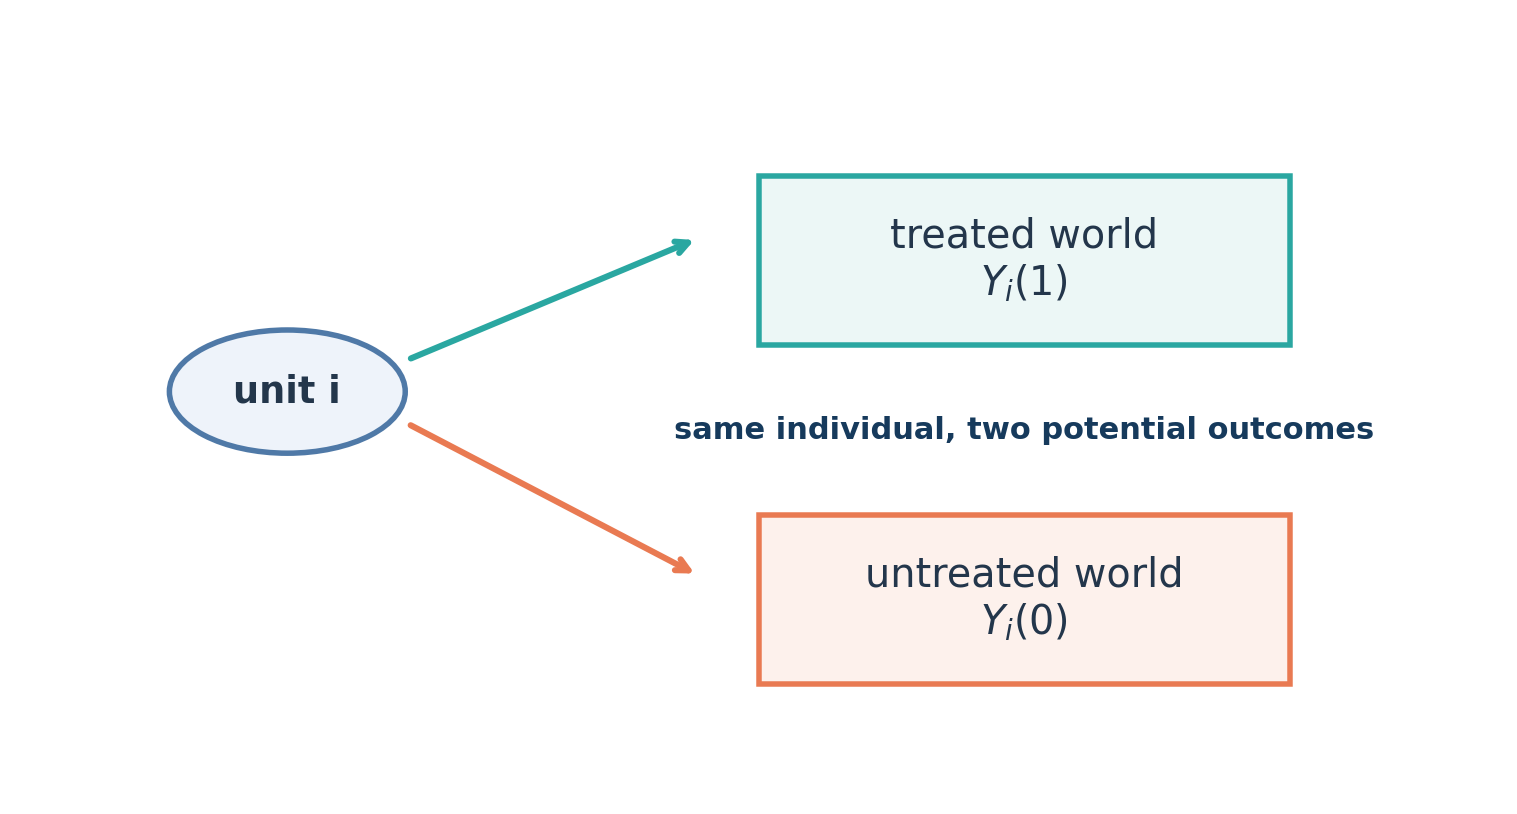 unit i
treated world
Yᵢ(1)
same individual, two potential outcomes
untreated world
Yᵢ(0)